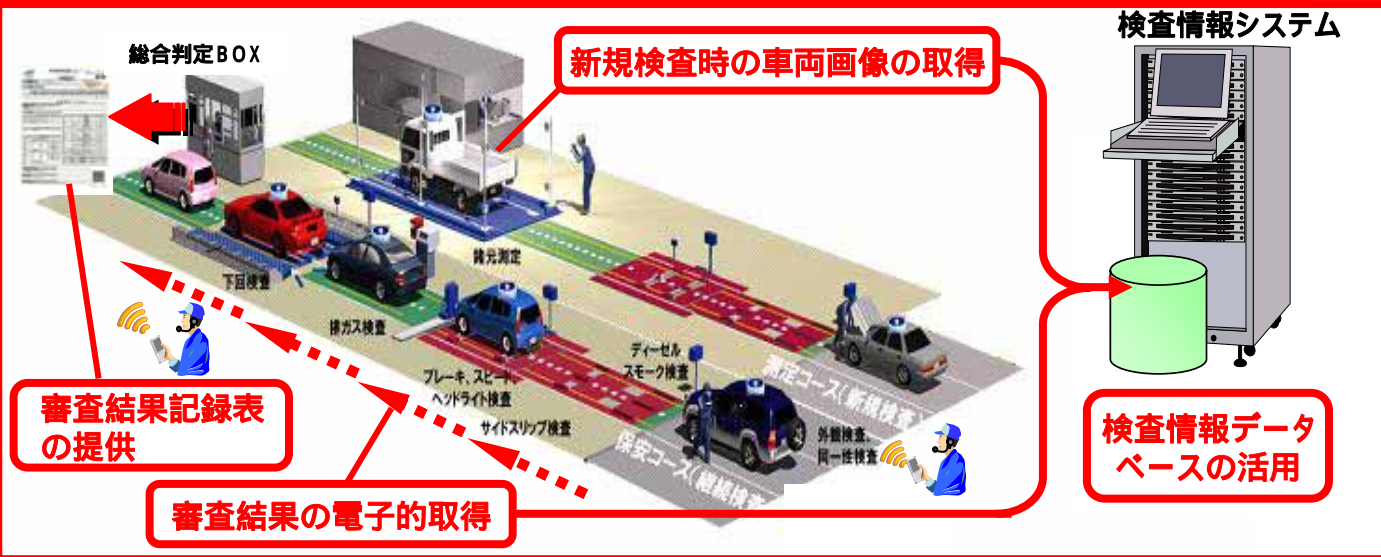 検査情報システム
総合判定BOX
新規検査時の車両画像の取得
諸元測定
下回検査
排ガス検査
ディーゼル
スモーク検査
ブレーキ、スピード、
ヘッドライト検査
サイドスリップ検査
測定コース(新規検査)
外観検査、
同一性検査
保安コース(継続検査
審査結果記録表
の提供
審査結果の電子的取得
検査情報データ
ベースの活用